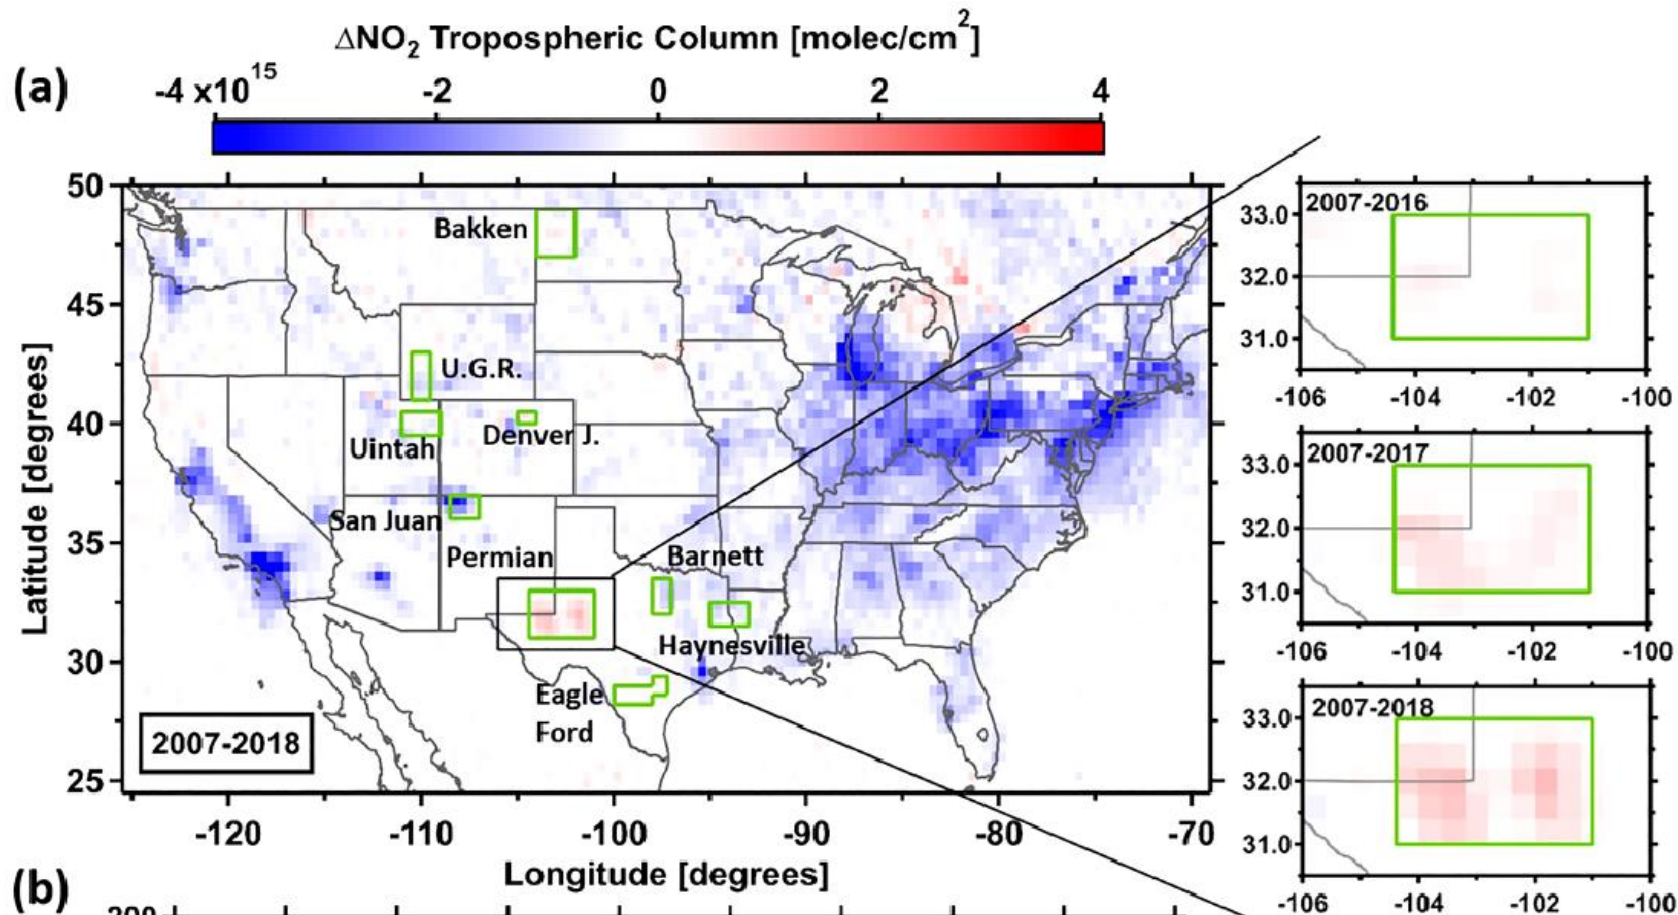 (a)
ΔNO₂ Tropospheric Column [molec/cm²]
-4 x10¹⁵ -2 0 2 4
50
45
40
35
30
25
Latitude [degrees]
Bakken
U.G.R.
Uintah
Denver J.
San Juan
Permian
Barnett
Haynesville
Eagle
Ford
2007-2018
-120 -110 -100 -90 -80 -70
Longitude [degrees]
2007-2016
33.0
32.0
31.0
-106 -104 -102 -100
2007-2017
33.0
32.0
31.0
-106 -104 -102 -100
2007-2018
33.0
32.0
31.0
-106 -104 -102 -100
(b)